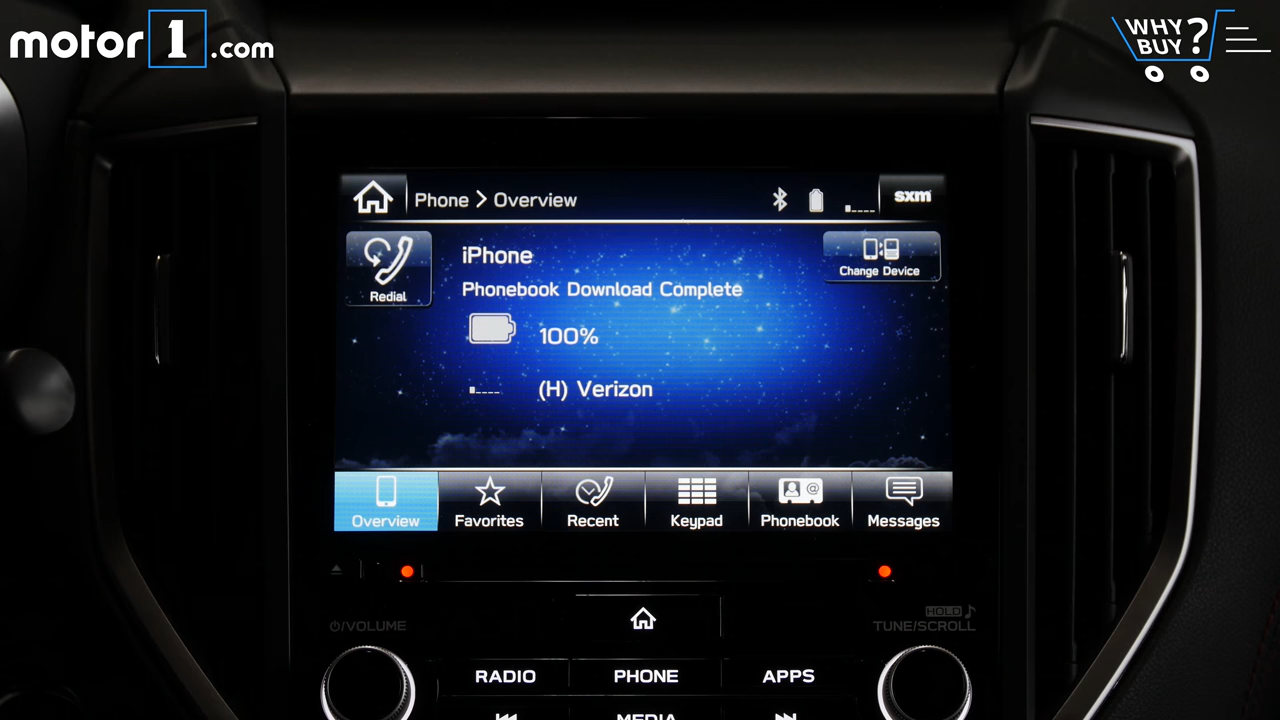 motor1.com
WHY BUY?
Phone > Overview
sxm
Redial
iPhone
Change Device
Phonebook Download Complete
100%
(H) Verizon
Overview
Favorites
Recent
Keypad
Phonebook
@
Messages
HOLD
/VOLUME
TUNE/SCROLL
RADIO
PHONE
APPS
MEDIA